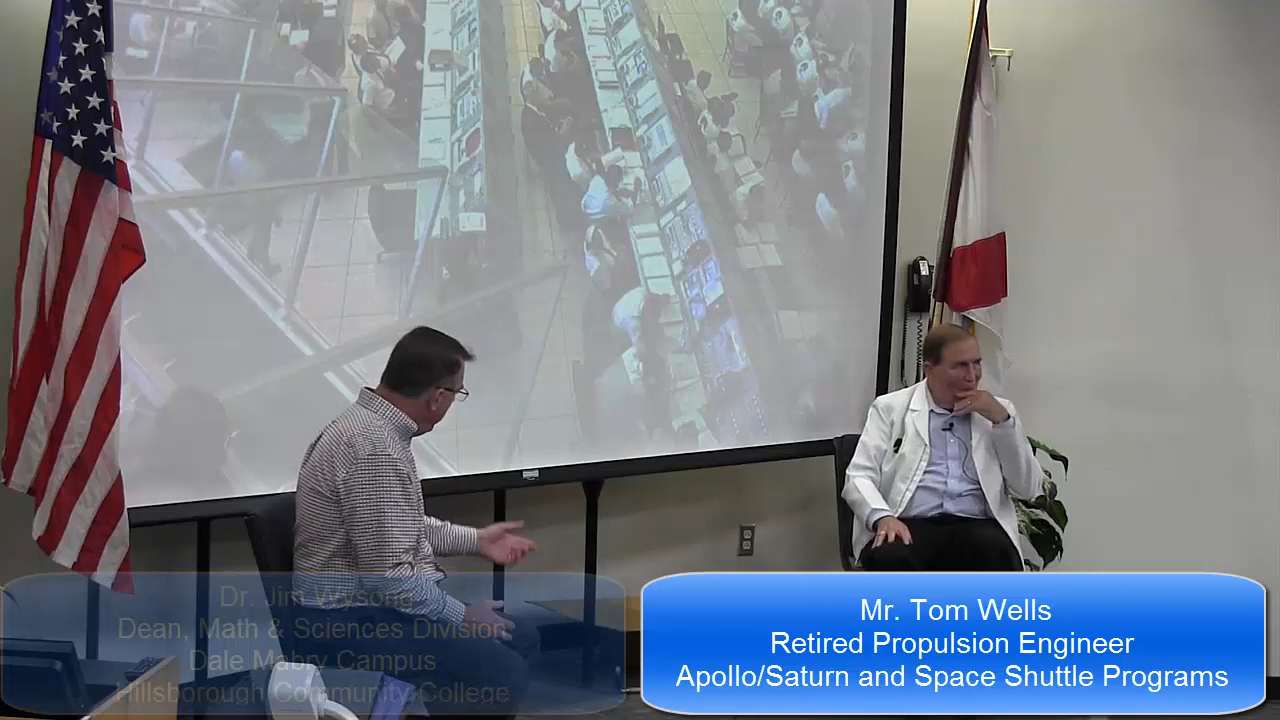 Dr. Jim Wysong
Dean, Math & Sciences Division
Dale Mabry Campus
Hillsborough Community College
Mr. Tom Wells
Retired Propulsion Engineer
Apollo/Saturn and Space Shuttle Programs